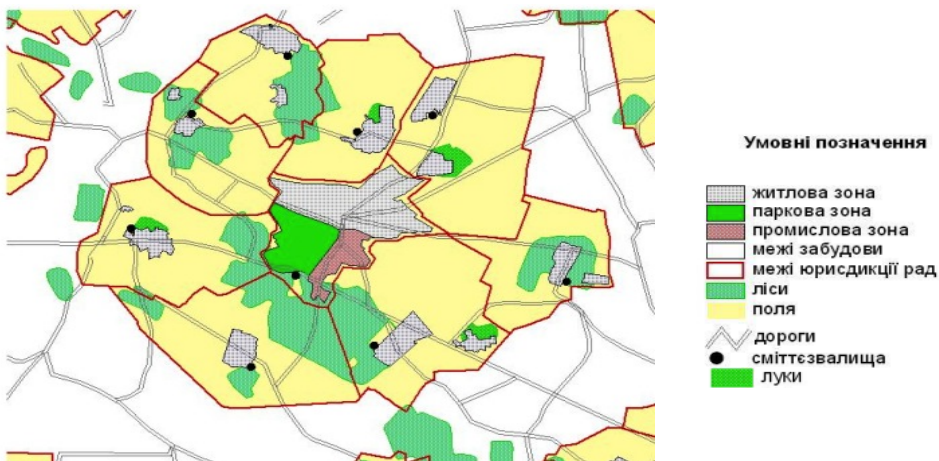 Умовні позначення
житлова зона
паркова зона
промислова зона
межі забудови
межі юрисдикції рад
ліси
поля
дороги
сміттєзвалища
луки